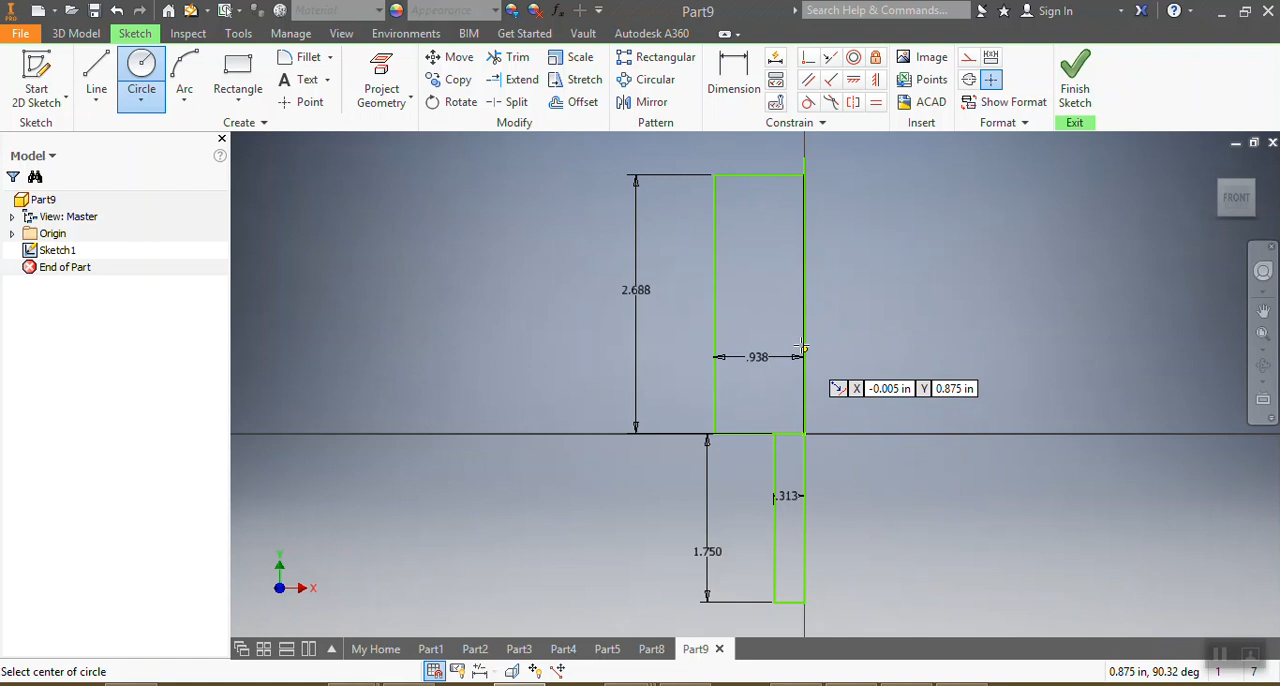 PRO
Material
Appearance
Part9
Search Help & Commands...
Sign In
File
3D Model
Sketch
Inspect
Tools
Manage
View
Environments
BIM
Get Started
Vault
Autodesk A360
Start
2D Sketch
Line
Circle
Arc
Rectangle
Fillet
Text
Point
Project
Geometry
Move
Copy
Rotate
Trim
Extend
Split
Scale
Stretch
Offset
Rectangular
Circular
Mirror
Dimension
Image
Points
ACAD
Show Format
Finish
Sketch
Sketch
Create
Modify
Pattern
Constrain
Insert
Format
Exit
Model
Part9
View: Master
Origin
Sketch1
End of Part
FRONT
2.688
.938
X -0.005 in Y 0.875 in
.313
1.750
Y
X
My Home Part1 Part2 Part3 Part4 Part5 Part8 Part9
Select center of circle
0.875 in, 90.32 deg 1 7